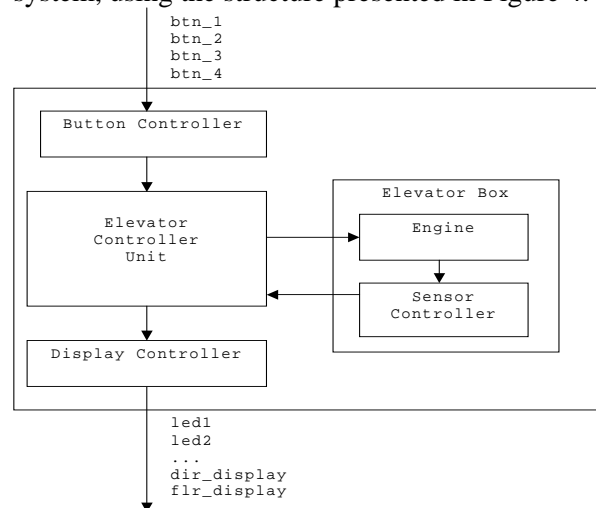 system, using the structure presented in Figure 4.
btn_1
btn_2
btn_3
btn_4
Button Controller
Elevator Box
Elevator
Controller
Unit
Engine
Sensor
Controller
Display Controller
led1
led2
...
dir_display
flr_display